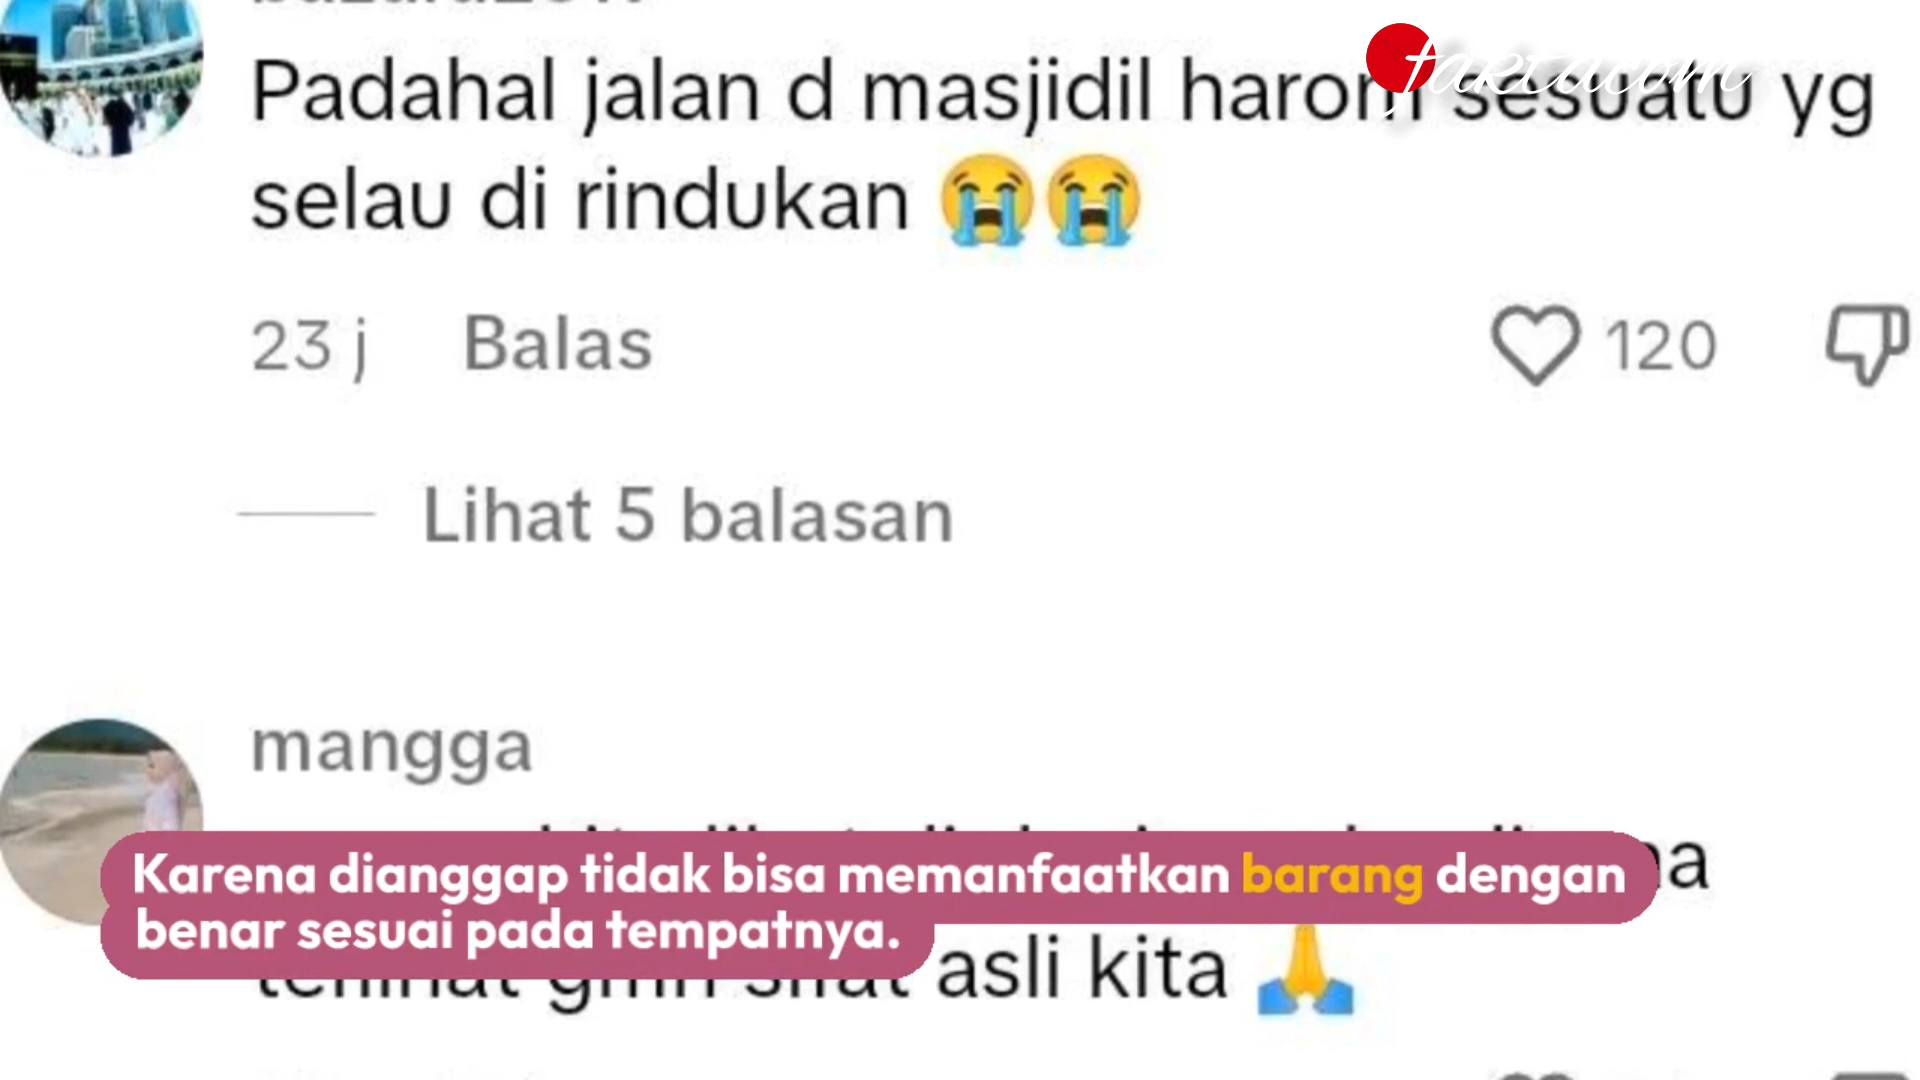 Padahal jalan d masjidil harom sesuatu yg
selau di rindukan 😭😭
23 j Balas 120
Lihat 5 balasan
mangga
Karena dianggap tidak bisa memanfaatkan barang dengan
benar sesuai pada tempatnya.
asli kita 🙏